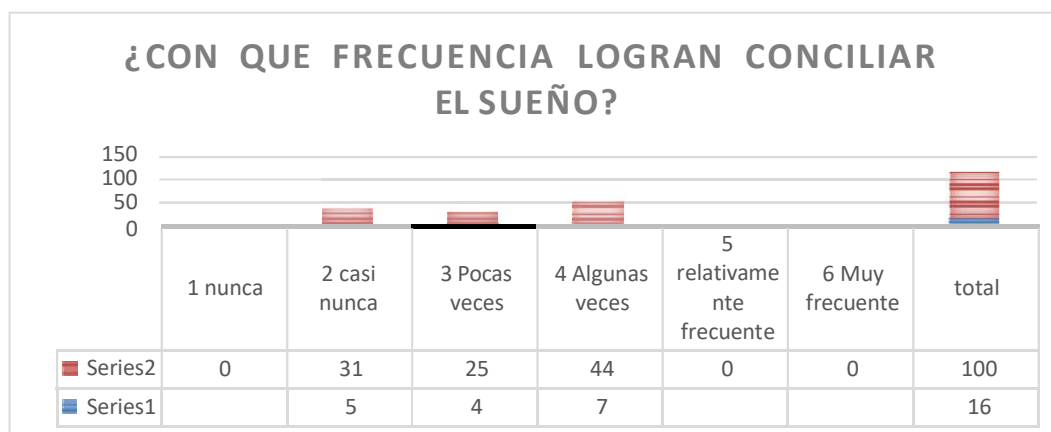 ¿CON QUE FRECUENCIA LOGRAN CONCILIAR
EL SUEÑO?
150
100
50
0
1 nunca
2 casi
nunca
3 Pocas
veces
4 Algunas
veces
5
relativame
nte
frecuente
6 Muy
frecuente
total
Series2 0 31 25 44 0 0 100
Series1 5 4 7 16